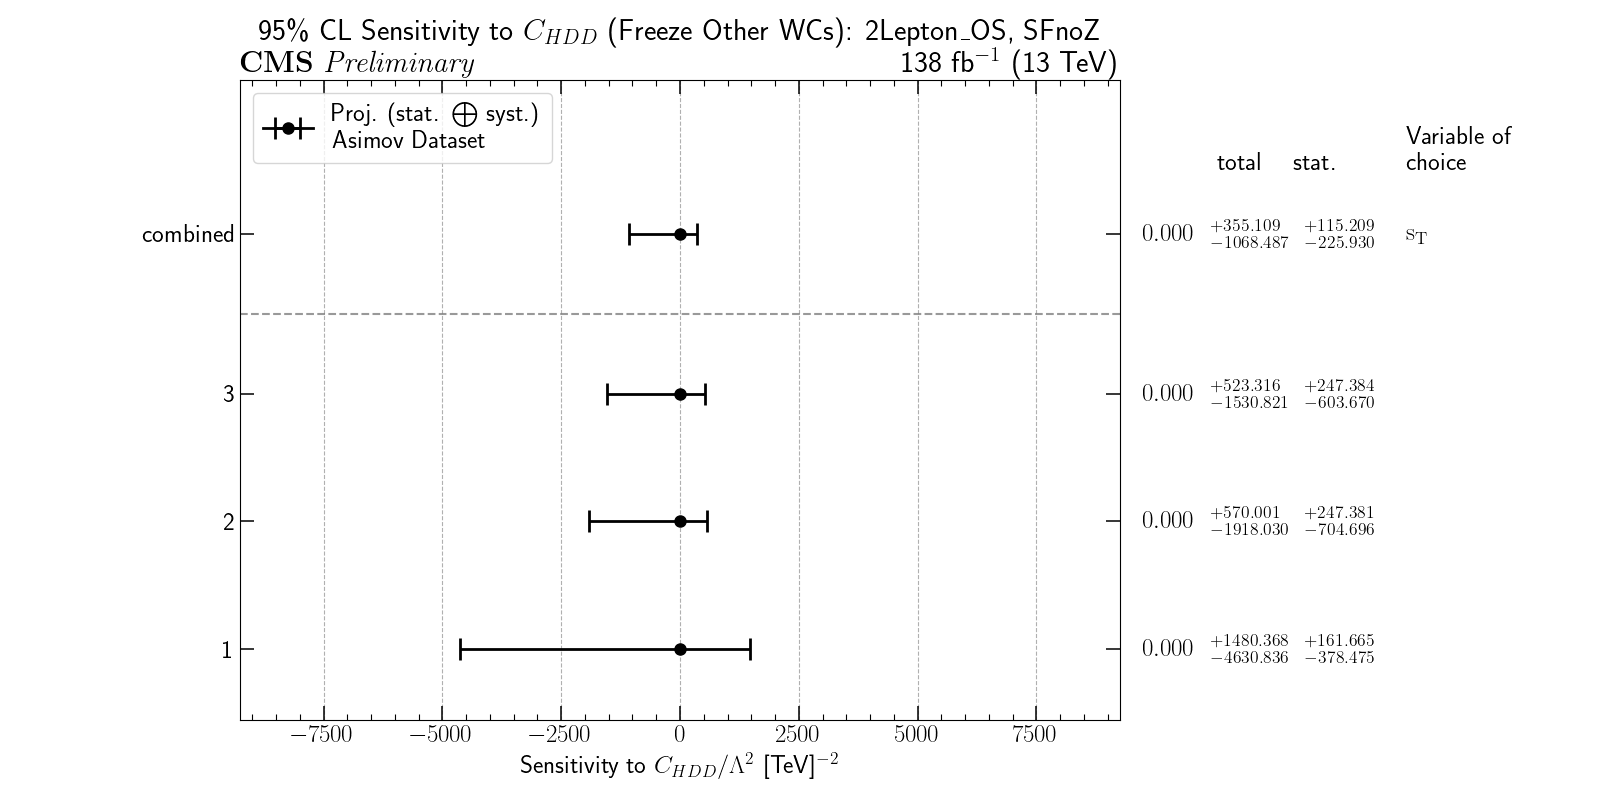 95% CL Sensitivity to C_{HDD} (Freeze Other WCs): 2Lepton_OS, SFnoZ
CMS Preliminary
138 fb^{−1} (13 TeV)
Proj. (stat. ⨁ syst.)
Asimov Dataset
Variable of
choice
total stat.
combined 0.000 +355.109 −1068.487 +115.209 −225.930 s_T
3 0.000 +523.316 −1530.821 +247.384 −603.670
2 0.000 +570.001 −1918.030 +247.381 −704.696
1 0.000 +1480.368 −4630.836 +161.665 −378.475
−7500 −5000 −2500 0 2500 5000 7500
Sensitivity to C_{HDD}/Λ^2 [TeV]^{−2}